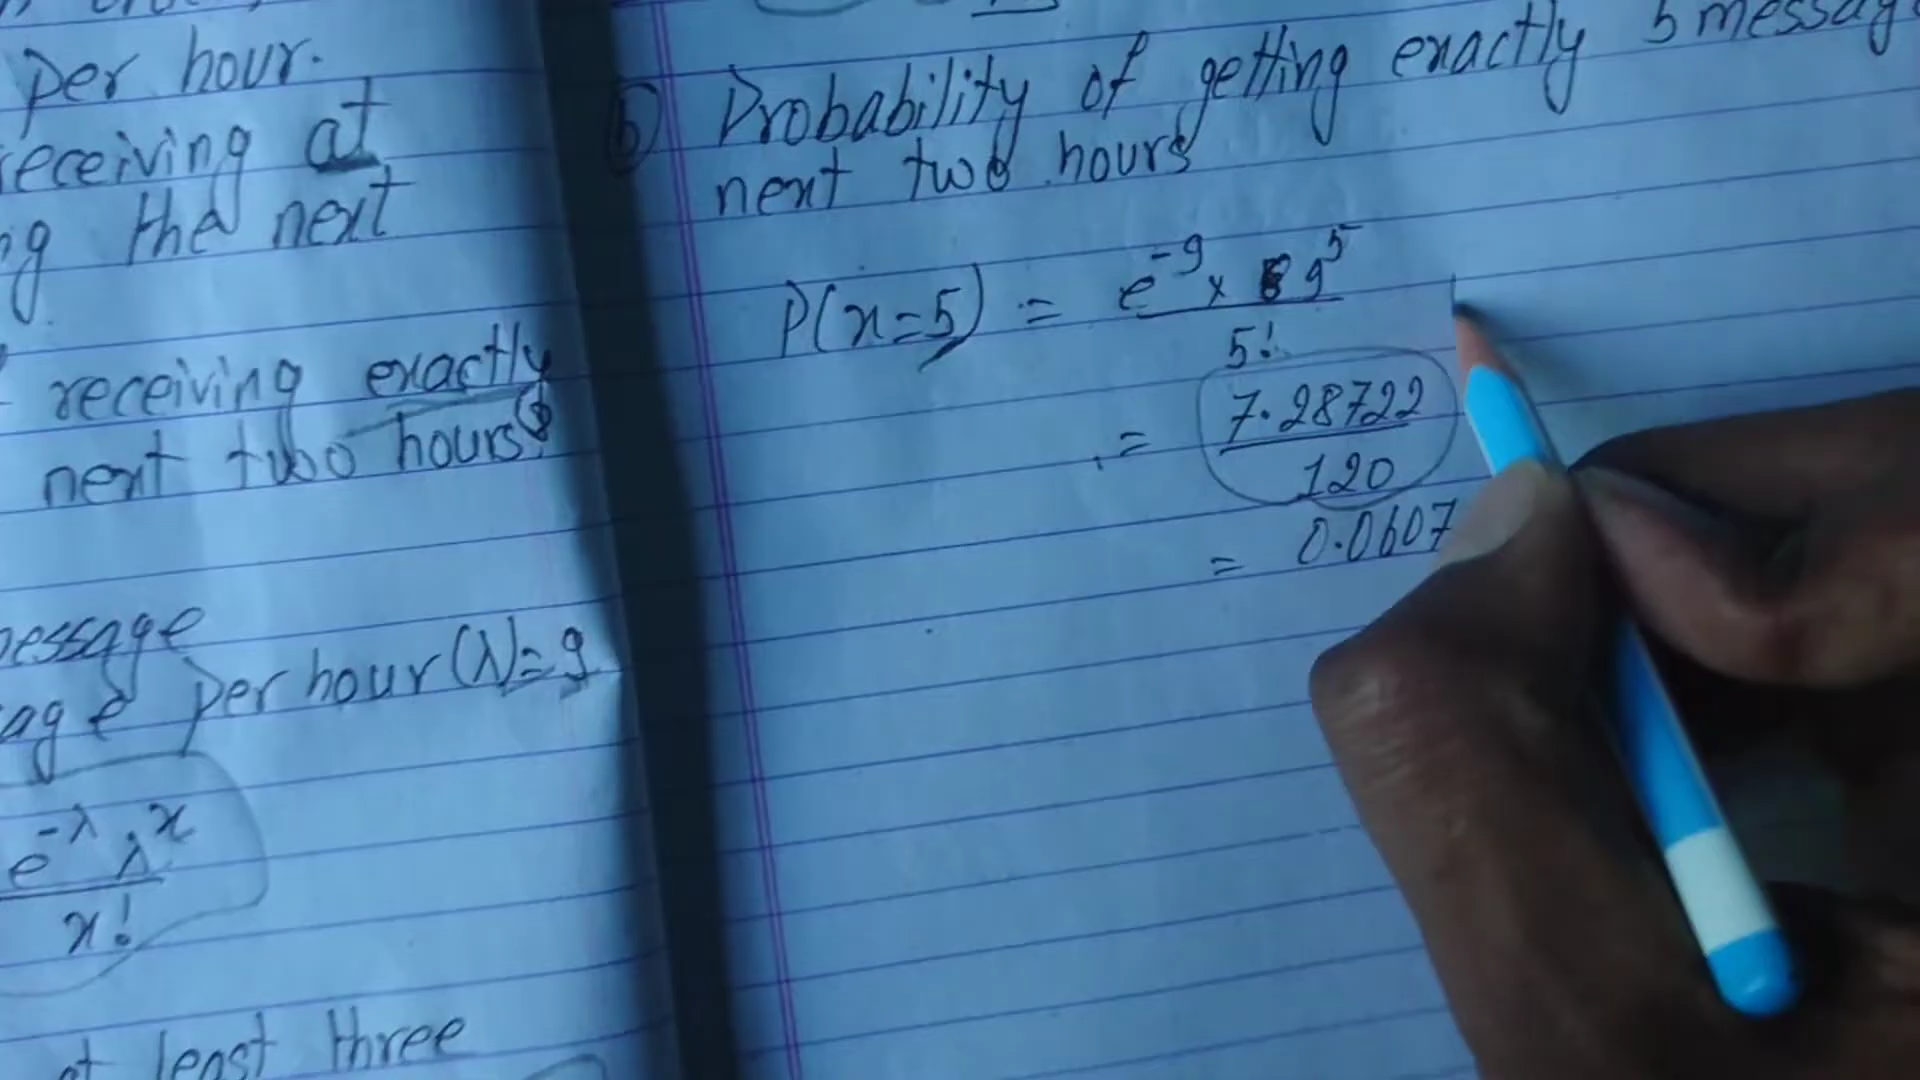 per hour.
receiving at
the next
receiving exactly
next two hours?
message
per hour (λ) = 9
e^-λ . λ^x
x!
at least three
b) Probability of getting exactly 5
next two hours
P(x=5) = e^-9 x 9^5
5!
= 7.28722
120
= 0.0607